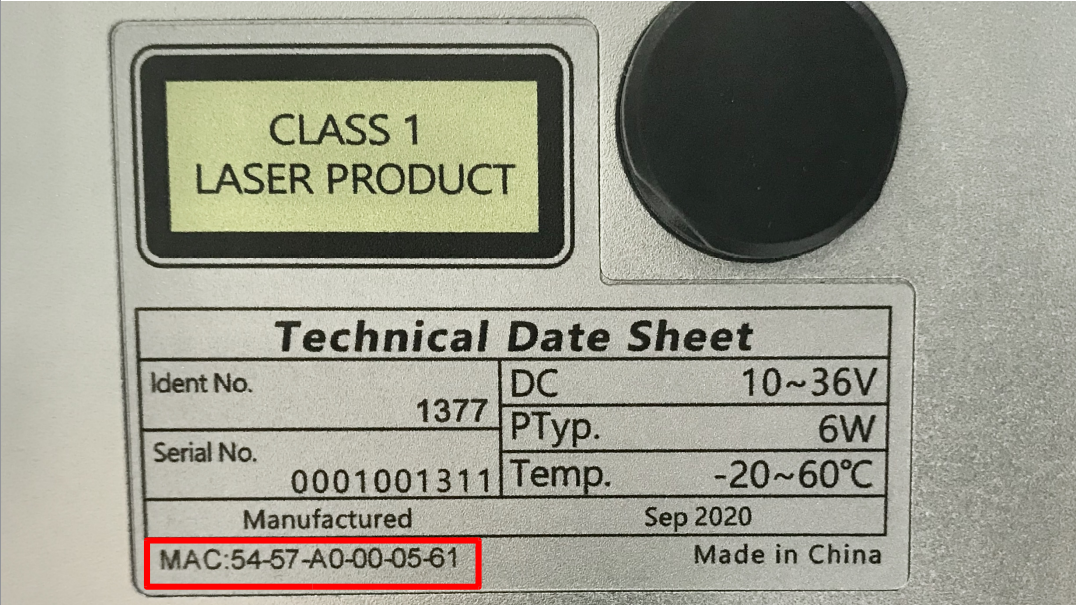 CLASS 1
LASER PRODUCT
Technical Date Sheet
Ident No.
1377
Serial No.
0001001311
DC 10~36V
PTyp. 6W
Temp. -20~60℃
Manufactured Sep 2020
MAC:54-57-A0-00-05-61
Made in China